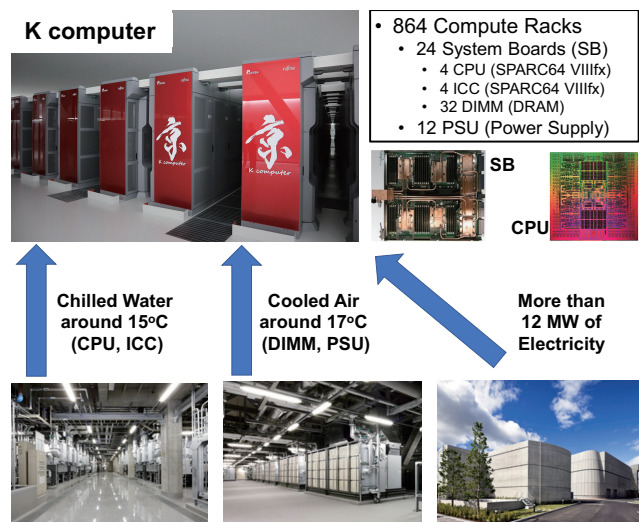 K computer
• 864 Compute Racks
• 24 System Boards (SB)
• 4 CPU (SPARC64 VIIIfx)
• 4 ICC (SPARC64 VIIIfx)
• 32 DIMM (DRAM)
• 12 PSU (Power Supply)
京
K computer
京
K computer
SB
CPU
Chilled Water
around 15°C
(CPU, ICC)
Cooled Air
around 17°C
(DIMM, PSU)
More than
12 MW of
Electricity